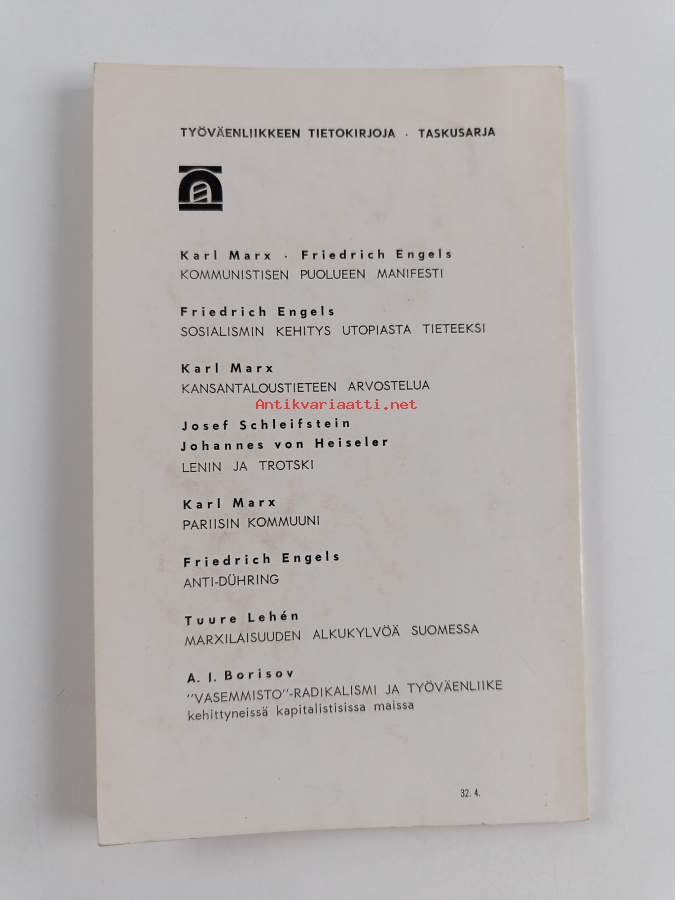 TYÖVÄENLIIKKEEN TIETOKIRJOJA · TASKUSARJA
Karl Marx · Friedrich Engels
KOMMUNISTISEN PUOLUEEN MANIFESTI
Friedrich Engels
SOSIALISMIN KEHITYS UTOPIASTA TIETEEKSI
Karl Marx
KANSANTALOUSTIETEEN ARVOSTELUA
Antikvariaatti.net
Josef Schleifstein
Johannes von Heiseler
LENIN JA TROTSKI
Karl Marx
PARIISIN KOMMUUNI
Friedrich Engels
ANTI-DÜHRING
Tuure Lehén
MARXILAISUUDEN ALKUKYLVÖÄ SUOMESSA
A. I. Borisov
"VASEMMISTO"-RADIKALISMI JA TYÖVÄENLIIKE
kehittyneissä kapitalistisissa maissa
32. 4.